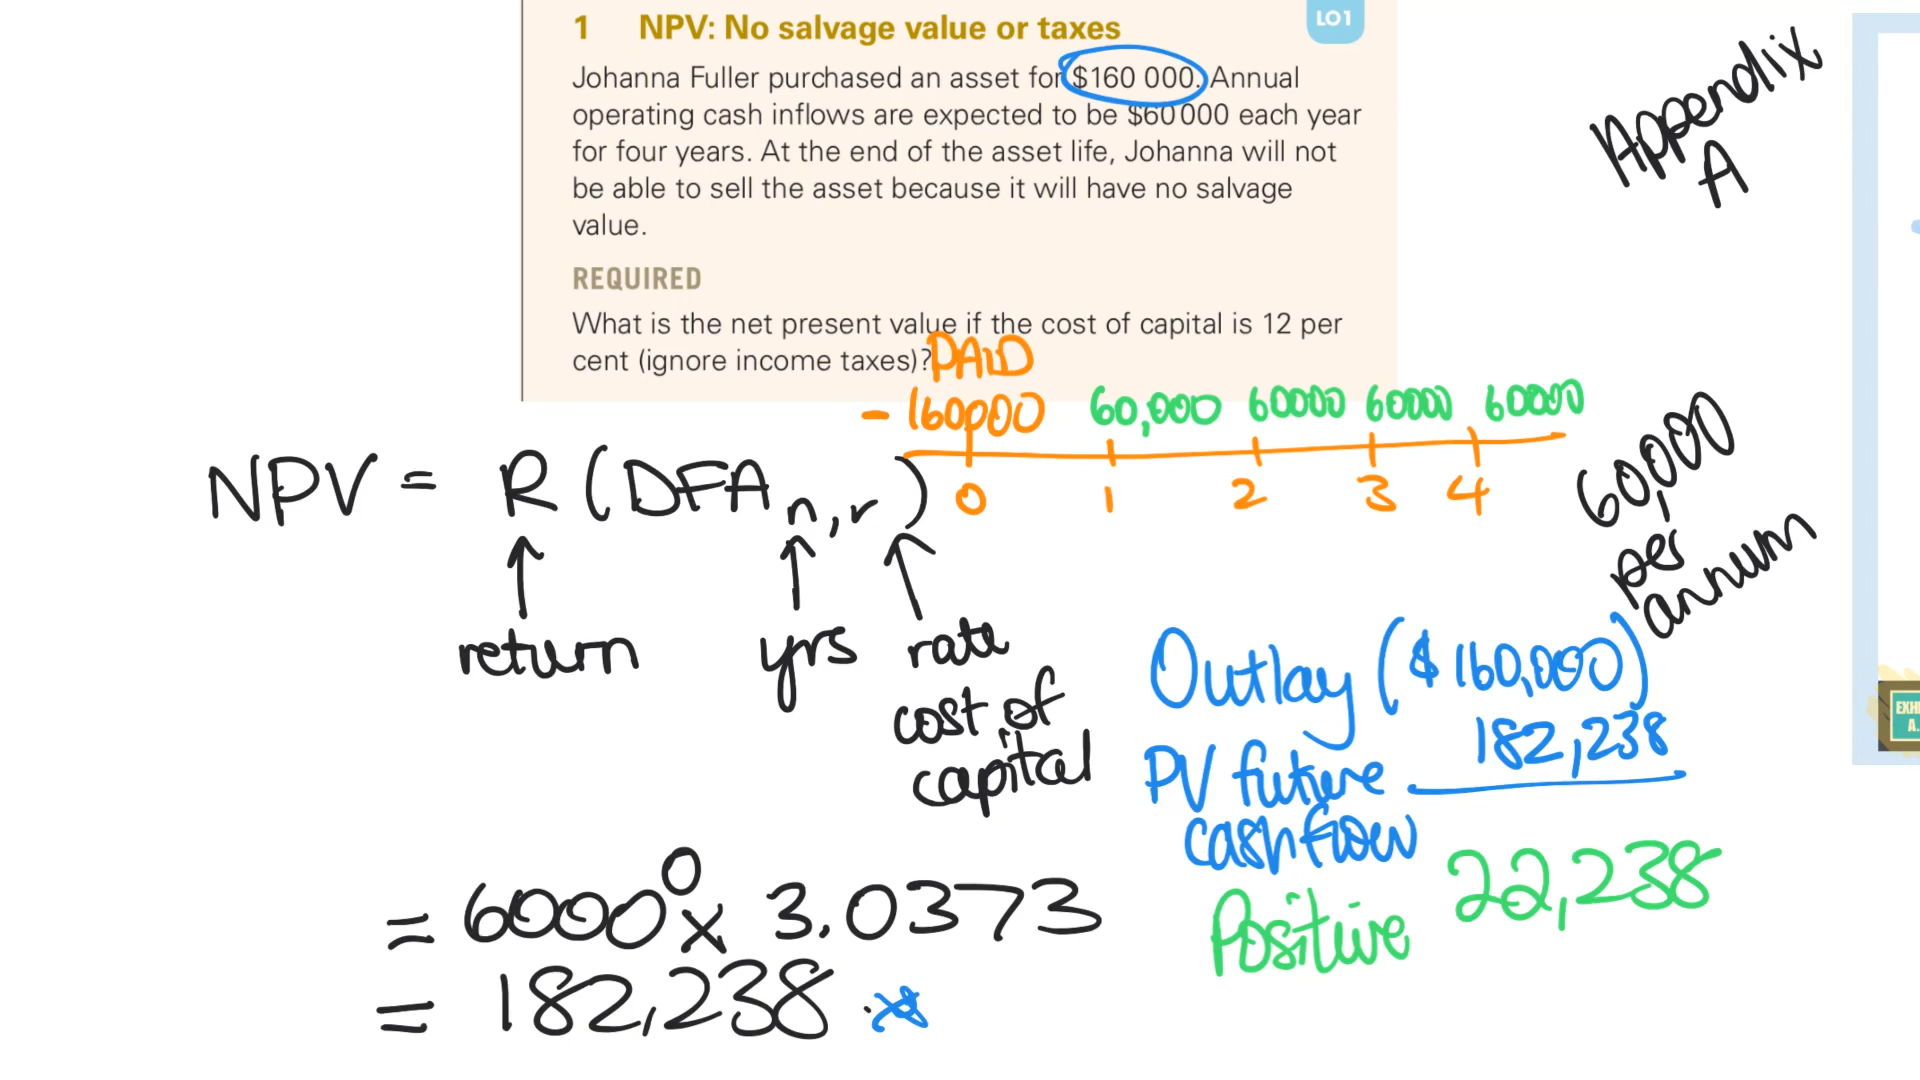 1 NPV: No salvage value or taxes
LO1
Johanna Fuller purchased an asset for $160 000. Annual
operating cash inflows are expected to be $60 000 each year
for four years. At the end of the asset life, Johanna will not
be able to sell the asset because it will have no salvage
value.
REQUIRED
What is the net present value if the cost of capital is 12 per
cent (ignore income taxes)?
Appendix
A
PAID
- 160000 60,000 60000 60000 60000
0 1 2 3 4
60,000
per
annum
NPV = R (DFA n, r)
return yrs rate
cost of
capital
Outlay ($160,000)
182,238
PV future
cashflow
Positive 22,238
= 60000 x 3.0373
= 182,238
EXHI
A.